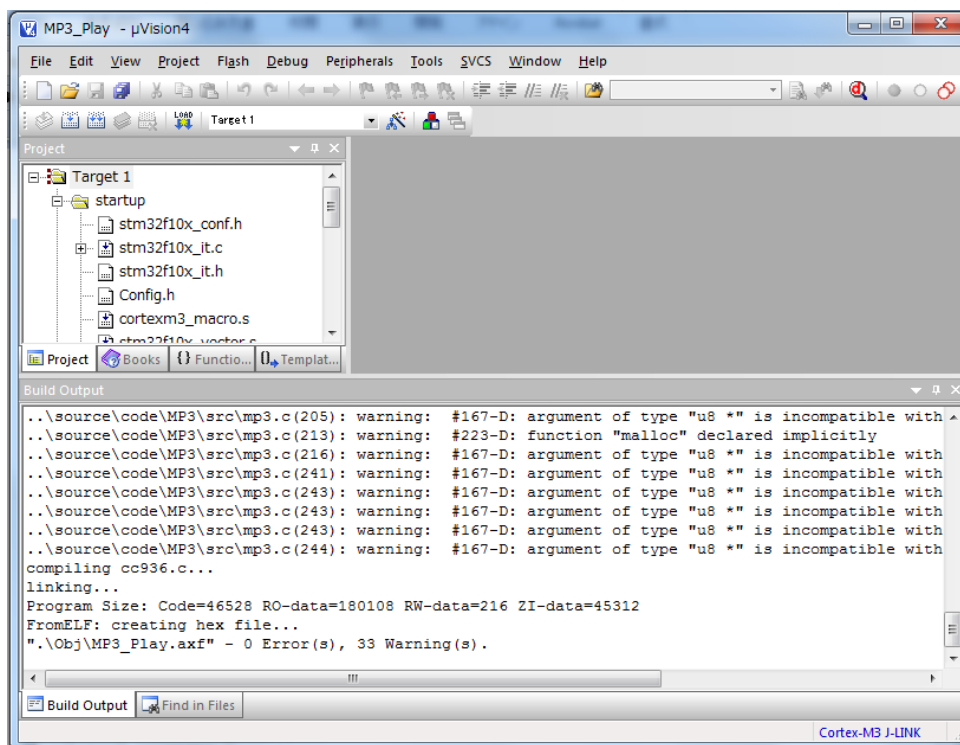 MP3_Play - µVision4
File Edit View Project Flash Debug Peripherals Tools SVCS Window Help
LOAD Target 1
Project
Target 1
startup
stm32f10x_conf.h
stm32f10x_it.c
stm32f10x_it.h
Config.h
cortexm3_macro.s
stm32f10x_vector.s
Project Books {} Functio... Templat...
Build Output
..\source\code\MP3\src\mp3.c(205): warning: #167-D: argument of type "u8 *" is incompatible with
..\source\code\MP3\src\mp3.c(213): warning: #223-D: function "malloc" declared implicitly
..\source\code\MP3\src\mp3.c(216): warning: #167-D: argument of type "u8 *" is incompatible with
..\source\code\MP3\src\mp3.c(241): warning: #167-D: argument of type "u8 *" is incompatible with
..\source\code\MP3\src\mp3.c(243): warning: #167-D: argument of type "u8 *" is incompatible with
..\source\code\MP3\src\mp3.c(243): warning: #167-D: argument of type "u8 *" is incompatible with
..\source\code\MP3\src\mp3.c(243): warning: #167-D: argument of type "u8 *" is incompatible with
..\source\code\MP3\src\mp3.c(244): warning: #167-D: argument of type "u8 *" is incompatible with
compiling cc936.c...
linking...
Program Size: Code=46528 RO-data=180108 RW-data=216 ZI-data=45312
FromELF: creating hex file...
".\Obj\MP3_Play.axf" - 0 Error(s), 33 Warning(s).
Build Output Find in Files
Cortex-M3 J-LINK